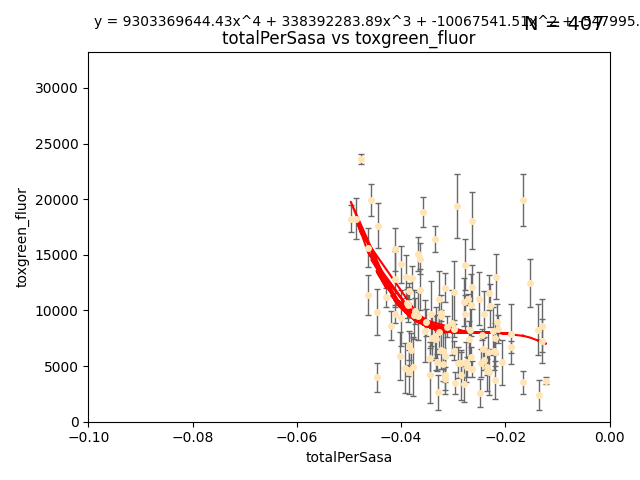 y = 9303369644.43x^4 + 338392283.89x^3 + -10067541.51x^2 + -547995.
N = 407
totalPerSasa vs toxgreen_fluor
30000
25000
20000
15000
10000
5000
0
toxgreen_fluor
−0.10 −0.08 −0.06 −0.04 −0.02 0.00
totalPerSasa